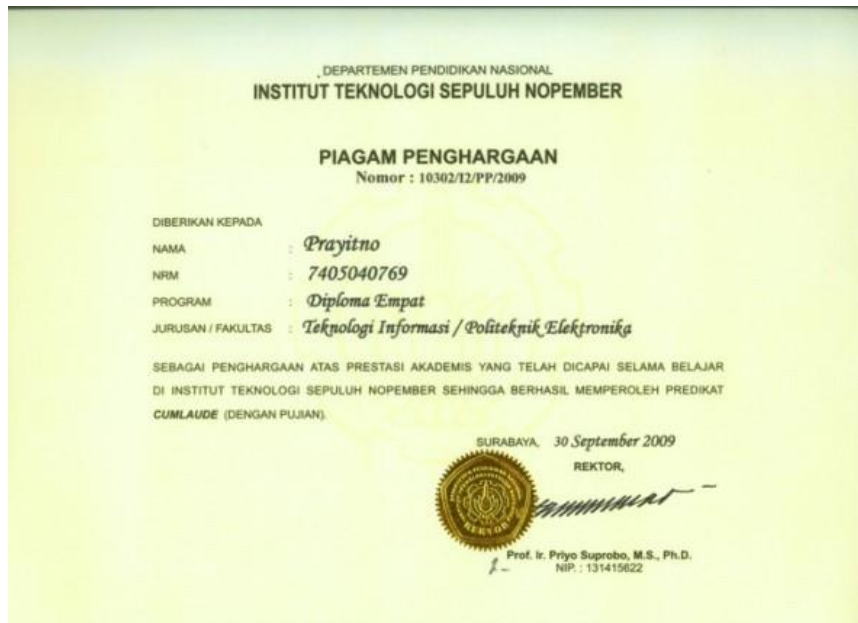 DEPARTEMEN PENDIDIKAN NASIONAL
INSTITUT TEKNOLOGI SEPULUH NOPEMBER
PIAGAM PENGHARGAAN
Nomor : 10302/I2/PP/2009
DIBERIKAN KEPADA
NAMA : Prayitno
NRM : 7405040769
PROGRAM : Diploma Empat
JURUSAN / FAKULTAS : Teknologi Informasi / Politeknik Elektronika
SEBAGAI PENGHARGAAN ATAS PRESTASI AKADEMIS YANG TELAH DICAPAI SELAMA BELAJAR
DI INSTITUT TEKNOLOGI SEPULUH NOPEMBER SEHINGGA BERHASIL MEMPEROLEH PREDIKAT
CUMLAUDE (DENGAN PUJIAN).
SURABAYA, 30 September 2009
REKTOR,
REKTOR
Prof. Ir. Priyo Suprobo, M.S., Ph.D.
NIP. : 131415622